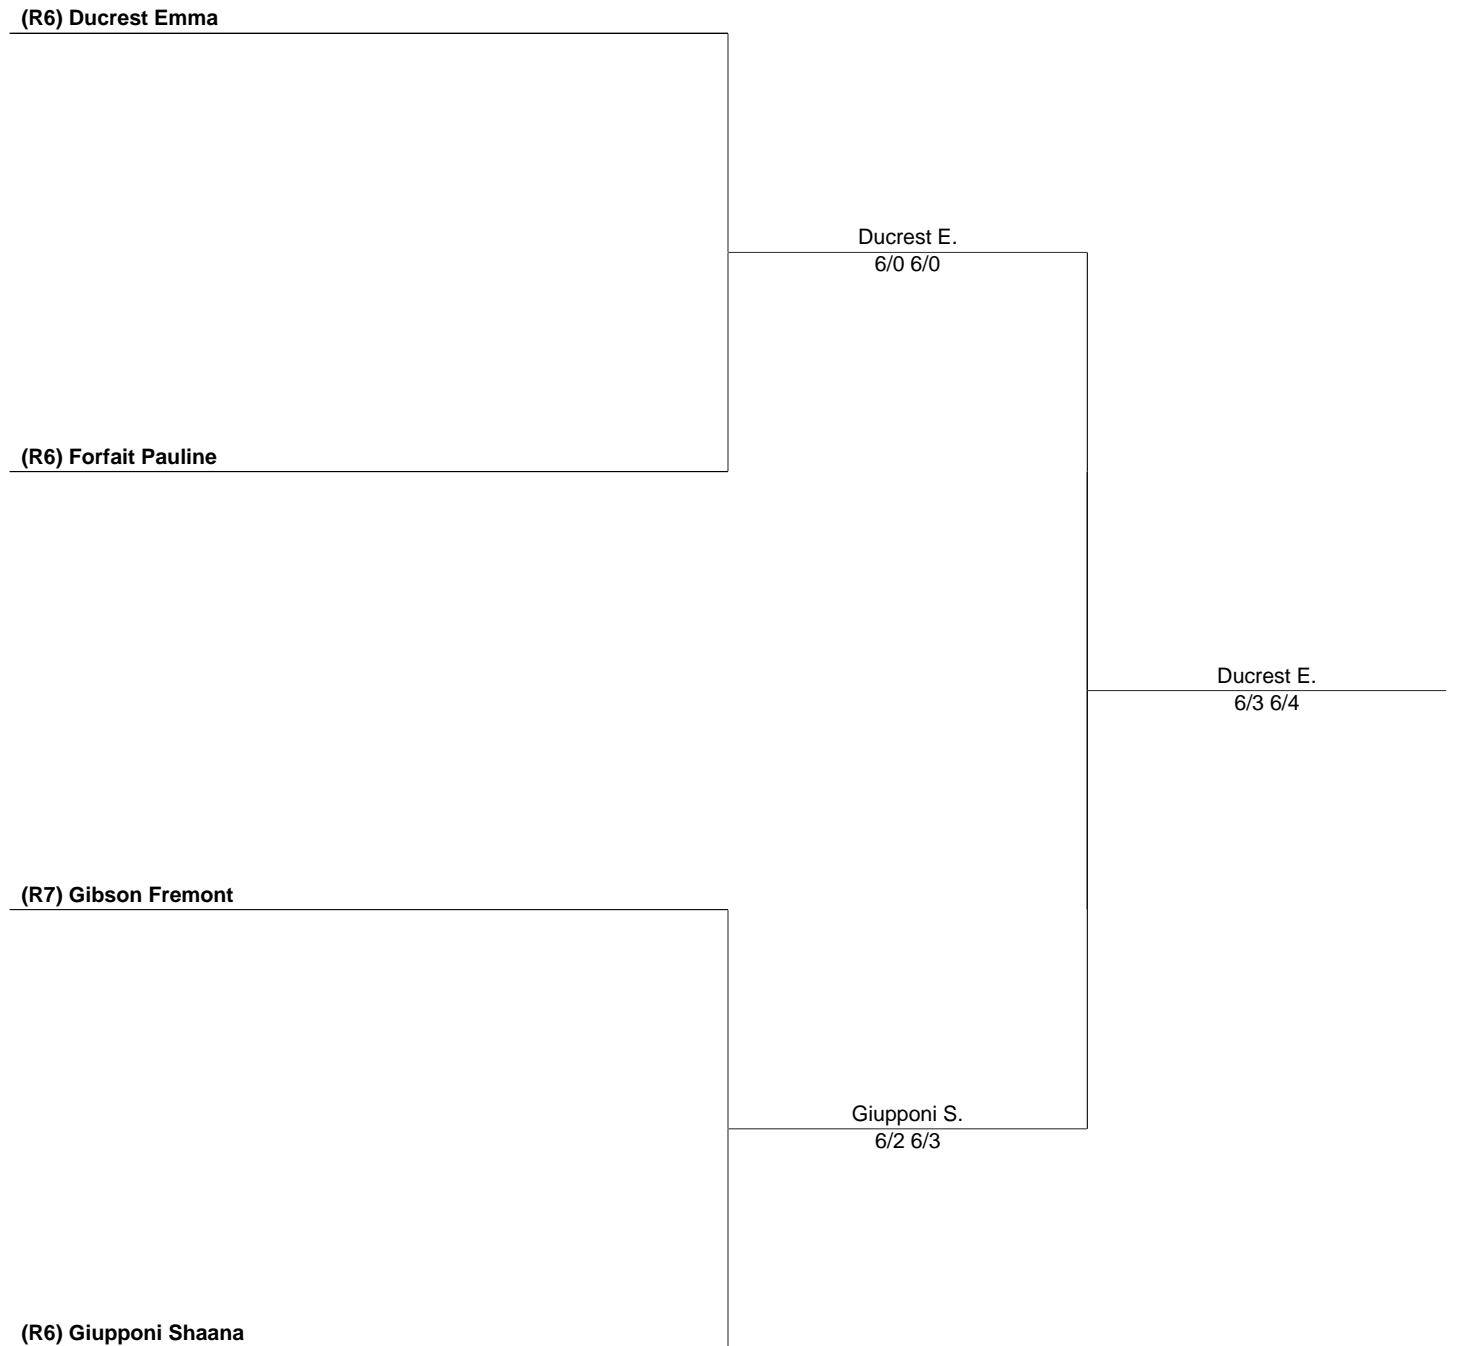 (R6) Ducrest Emma
Ducrest E.
6/0 6/0
(R6) Forfait Pauline
Ducrest E.
6/3 6/4
(R7) Gibson Fremont
Giupponi S.
6/2 6/3
(R6) Giupponi Shaana